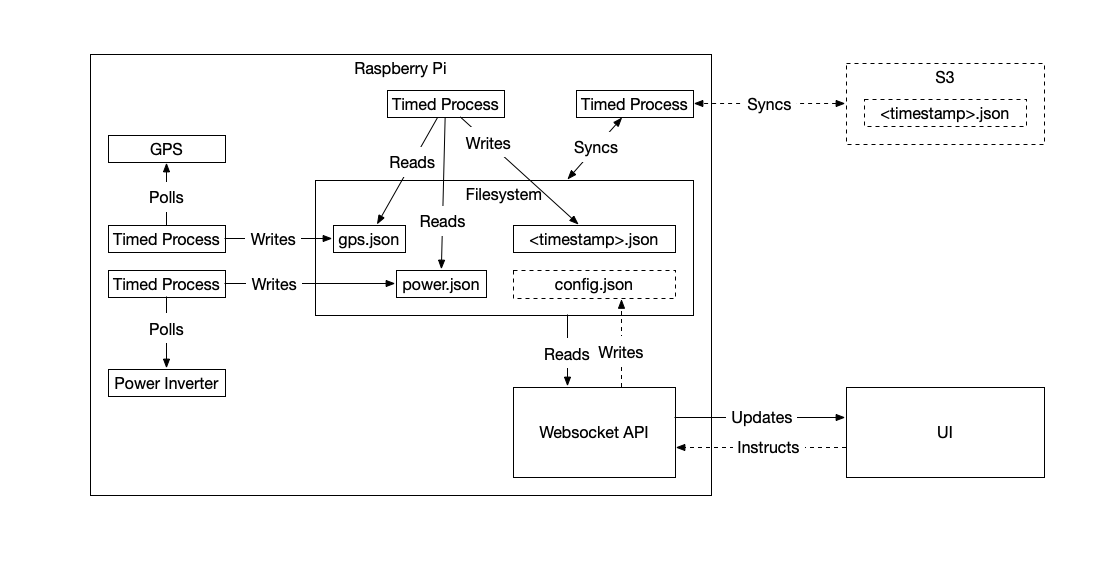 Raspberry Pi
S3
Timed Process
Timed Process
Syncs
<timestamp>.json
GPS
Reads
Writes
Syncs
Polls
Filesystem
Reads
Timed Process
Writes
gps.json
<timestamp>.json
Timed Process
Writes
power.json
config.json
Polls
Reads
Writes
Power Inverter
Websocket API
Updates
Instructs
UI